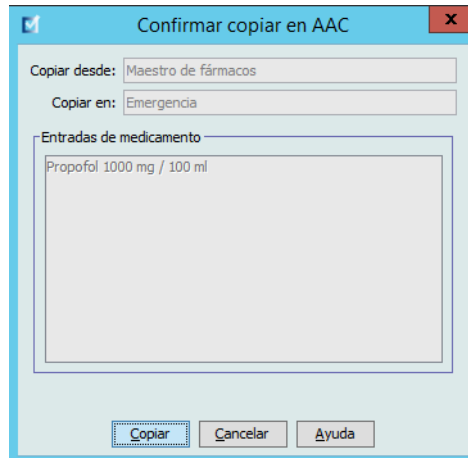 Confirmar copiar en AAC
x
Copiar desde: Maestro de fármacos
Copiar en: Emergencia
Entradas de medicamento
Propofol 1000 mg / 100 ml
Copiar Cancelar Ayuda